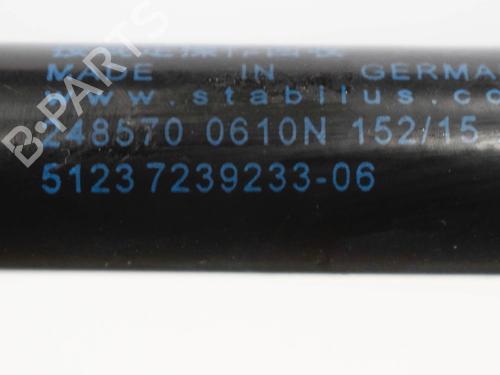 MADE IN GERMA
www.stabilus.co
248570 0610N 152/15
51237239233-06
B-PARTS